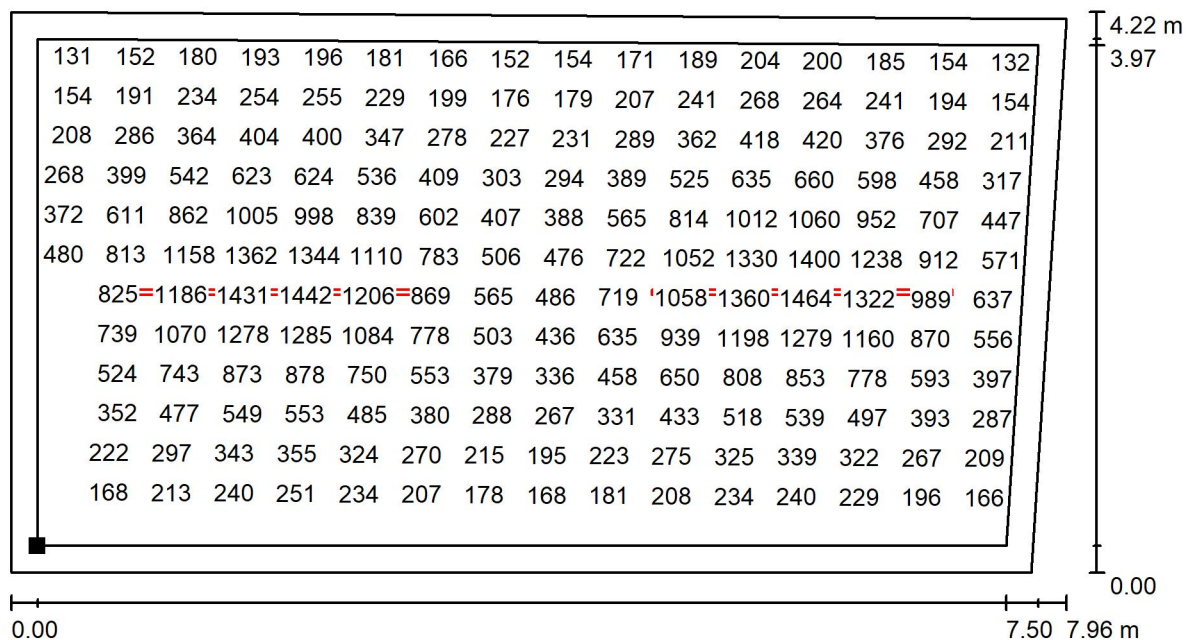 4.22 m
131 152 180 193 196 181 166 152 154 171 189 204 200 185 154 132 3.97
154 191 234 254 255 229 199 176 179 207 241 268 264 241 194 154
208 286 364 404 400 347 278 227 231 289 362 418 420 376 292 211
268 399 542 623 624 536 409 303 294 389 525 635 660 598 458 317
372 611 862 1005 998 839 602 407 388 565 814 1012 1060 952 707 447
480 813 1158 1362 1344 1110 783 506 476 722 1052 1330 1400 1238 912 571
825 1186 1431 1442 1206 869 565 486 719 1058 1360 1464 1322 989 637
739 1070 1278 1285 1084 778 503 436 635 939 1198 1279 1160 870 556
524 743 873 878 750 553 379 336 458 650 808 853 778 593 397
352 477 549 553 485 380 288 267 331 433 518 539 497 393 287
222 297 343 355 324 270 215 195 223 275 325 339 322 267 209
168 213 240 251 234 207 178 168 181 208 234 240 229 196 166
0.00
0.00 7.50 7.96 m